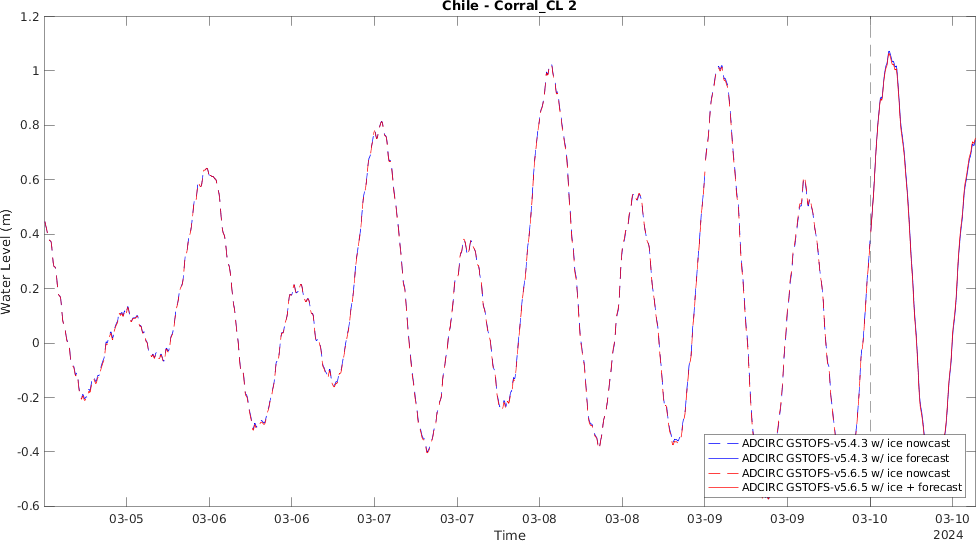 Chile - Corral_CL 2
Water Level (m)
1.2
1
0.8
0.6
0.4
0.2
0
-0.2
-0.4
-0.6
ADCIRC GSTOFS-v5.4.3 w/ ice nowcast
ADCIRC GSTOFS-v5.4.3 w/ ice forecast
ADCIRC GSTOFS-v5.6.5 w/ ice nowcast
ADCIRC GSTOFS-v5.6.5 w/ ice + forecast
03-05 03-06 03-06 03-07 03-07 03-08 03-08 03-09 03-09 03-10 03-10
Time
2024